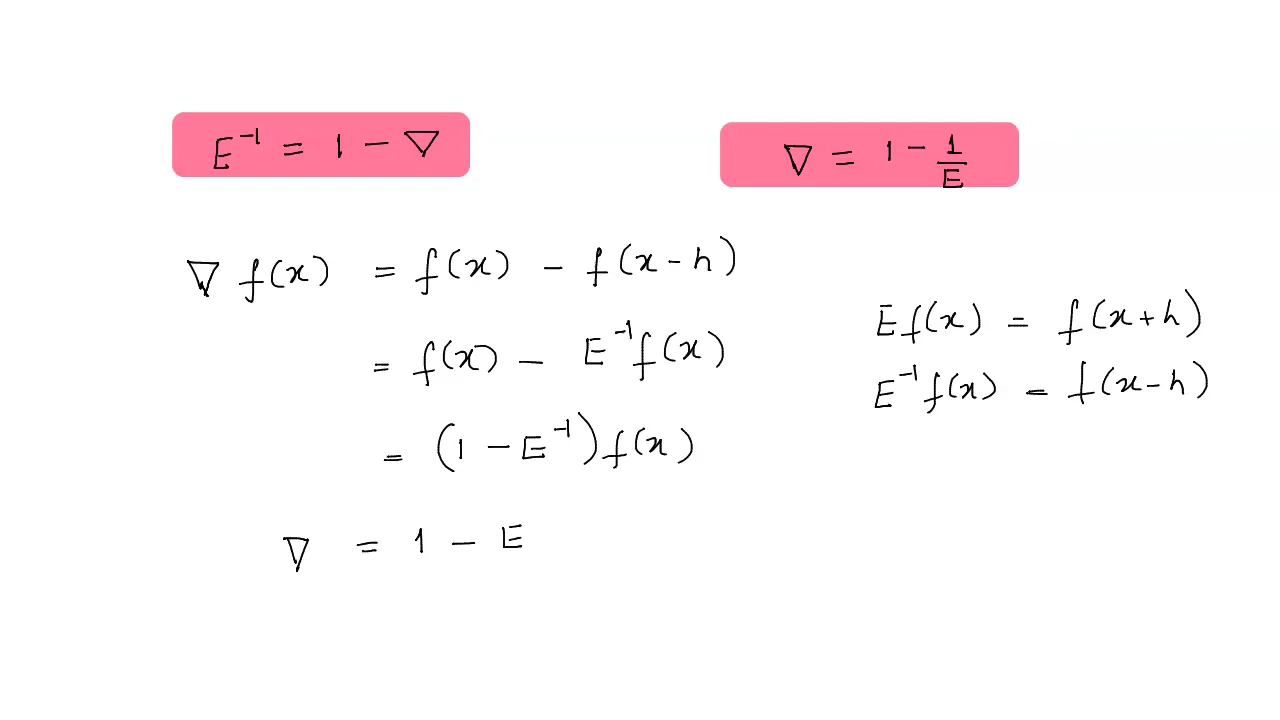 E⁻¹ = 1 − ∇
∇ = 1 − 1/E
∇ f(x) = f(x) − f(x − h)
= f(x) − E⁻¹f(x)
= (1 − E⁻¹)f(x)
∇ = 1 − E
Ef(x) = f(x + h)
E⁻¹f(x) = f(x − h)